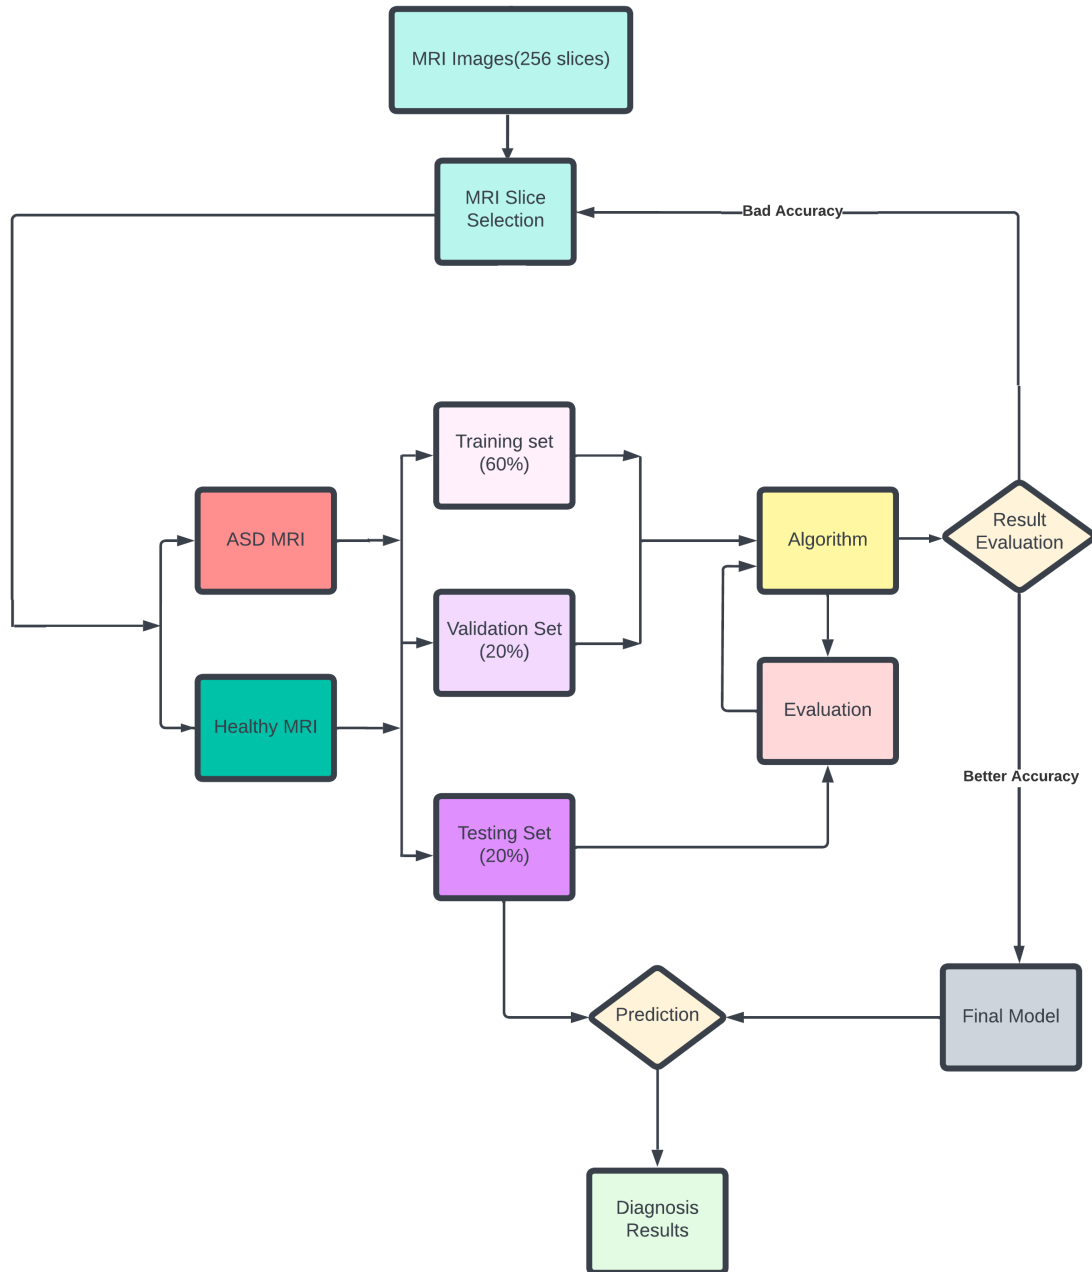 MRI Images(256 slices)
MRI Slice
Selection
Bad Accuracy
Training set
(60%)
ASD MRI
Algorithm
Result
Evaluation
Validation Set
(20%)
Healthy MRI
Evaluation
Better Accuracy
Testing Set
(20%)
Prediction
Final Model
Diagnosis
Results